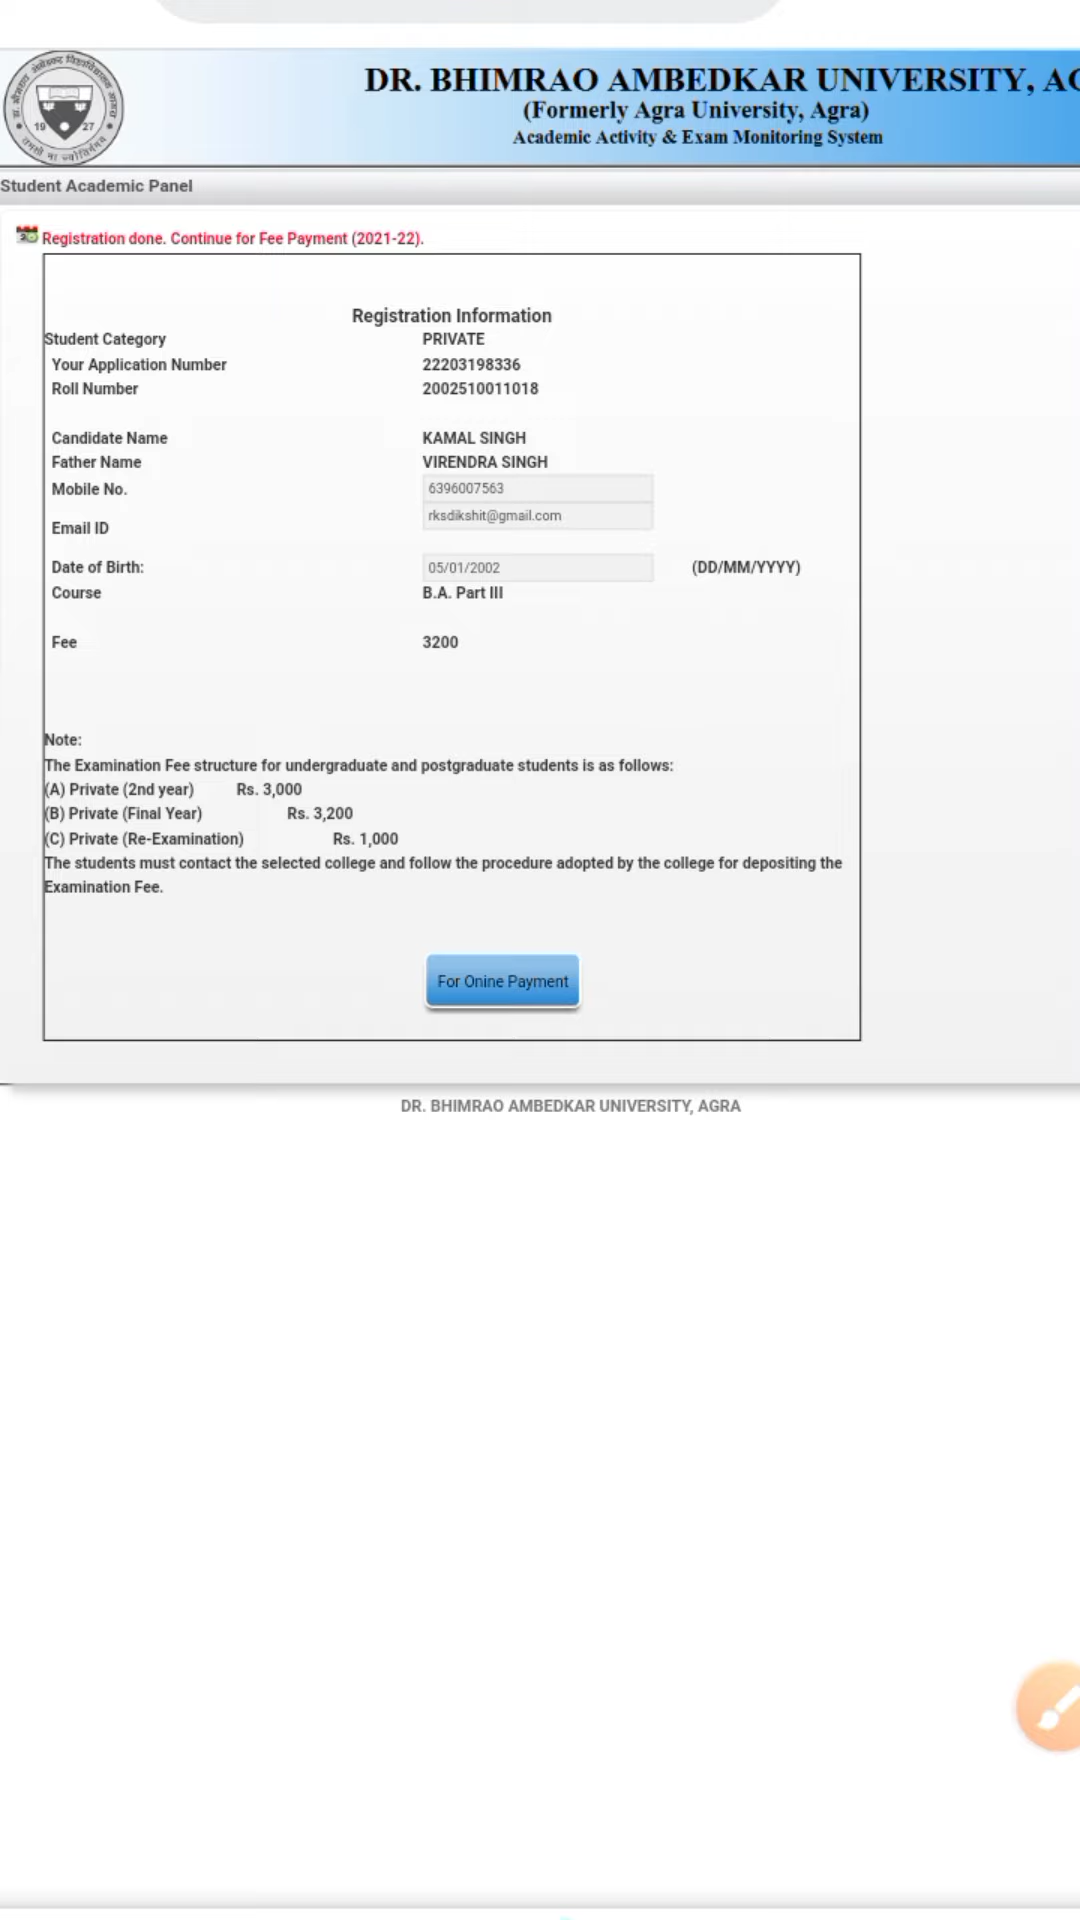 DR. BHIMRAO AMBEDKAR UNIVERSITY, AG
(Formerly Agra University, Agra)
Academic Activity & Exam Monitoring System
19 27
Student Academic Panel
Registration done. Continue for Fee Payment (2021-22).
Registration Information
Student Category PRIVATE
Your Application Number 22203198336
Roll Number 2002510011018
Candidate Name KAMAL SINGH
Father Name VIRENDRA SINGH
Mobile No. 6396007563
Email ID rksdikshit@gmail.com
Date of Birth: 05/01/2002 (DD/MM/YYYY)
Course B.A. Part III
Fee 3200
Note:
The Examination Fee structure for undergraduate and postgraduate students is as follows:
(A) Private (2nd year) Rs. 3,000
(B) Private (Final Year) Rs. 3,200
(C) Private (Re-Examination) Rs. 1,000
The students must contact the selected college and follow the procedure adopted by the college for depositing the
Examination Fee.
For Onine Payment
DR. BHIMRAO AMBEDKAR UNIVERSITY, AGRA